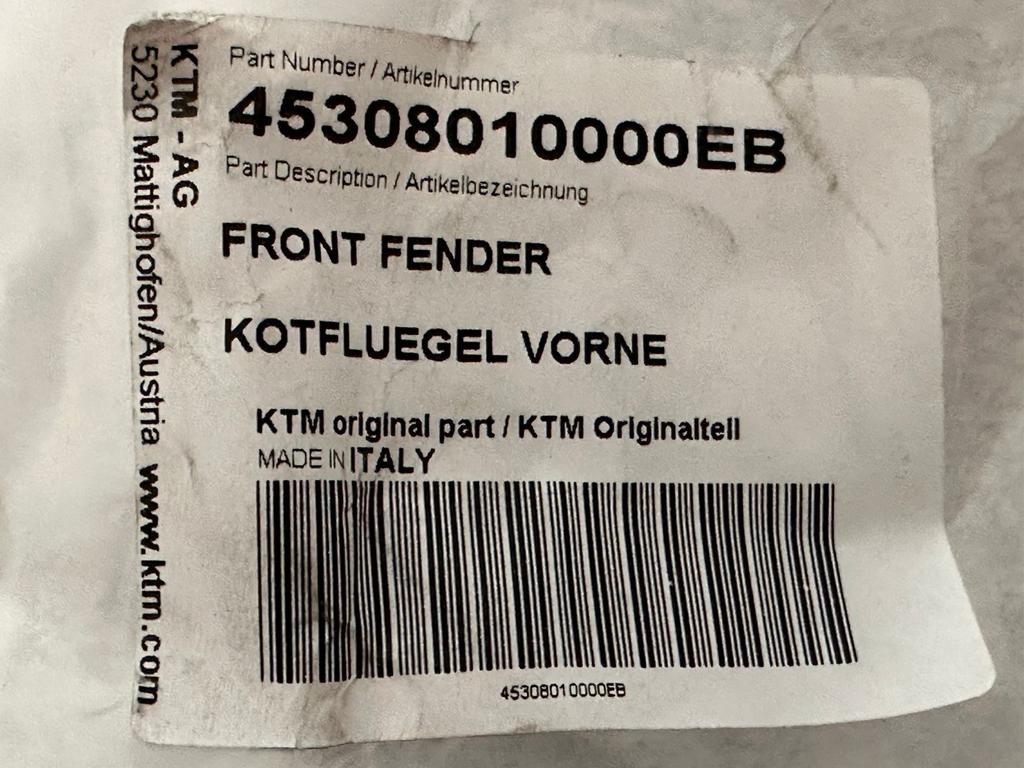 KTM - AG
5230 Mattighofen/Austria www.ktm.com
Part Number / Artikelnummer
45308010000EB
Part Description / Artikelbezeichnung
FRONT FENDER
KOTFLUEGEL VORNE
KTM original part / KTM Originalteil
MADE IN ITALY
45308010000EB